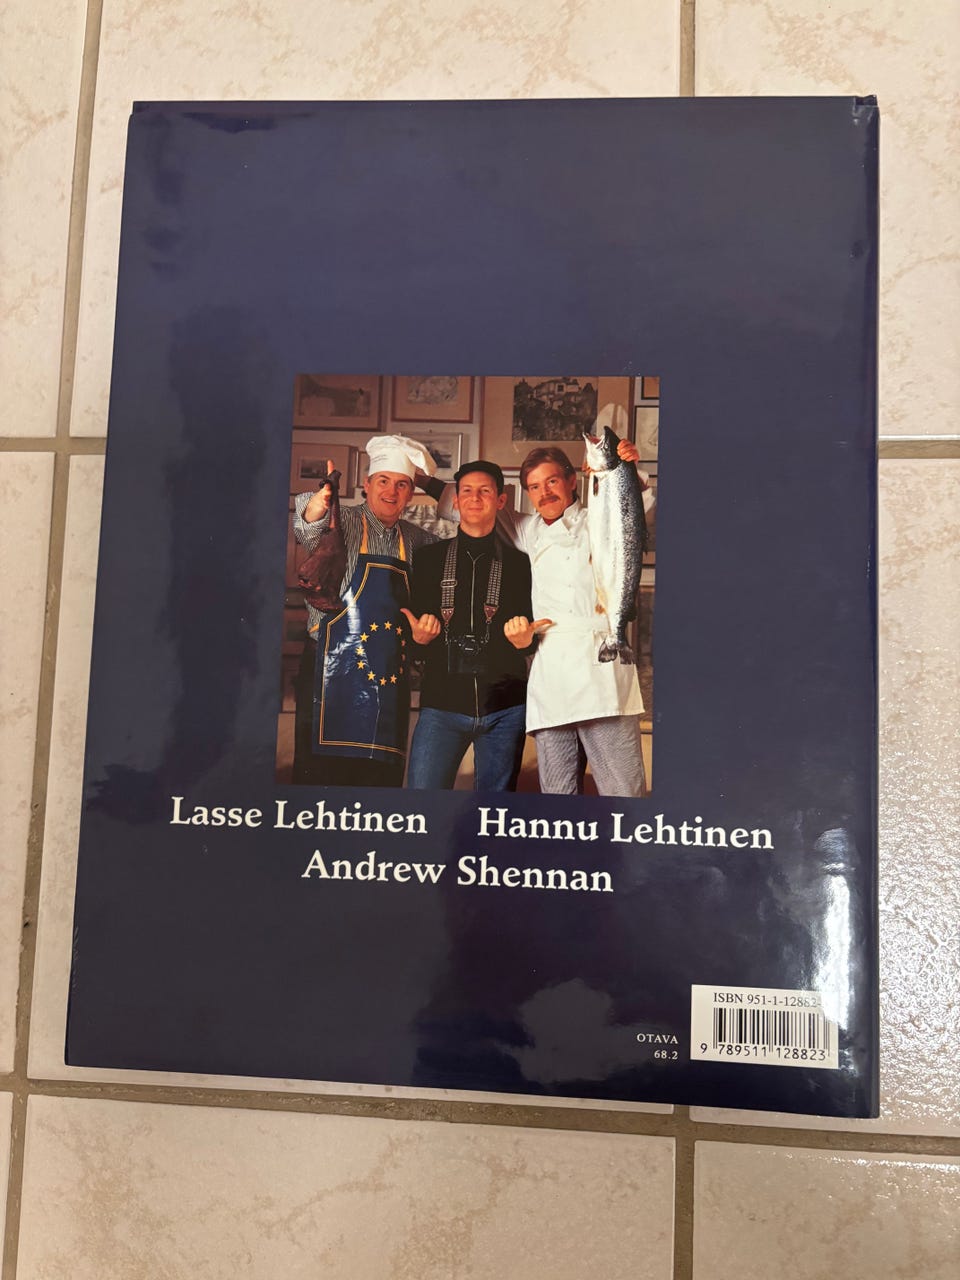 Lasse Lehtinen Hannu Lehtinen
Andrew Shennan
OTAVA
68.2
ISBN 951-1-12882-
9 789511 128823